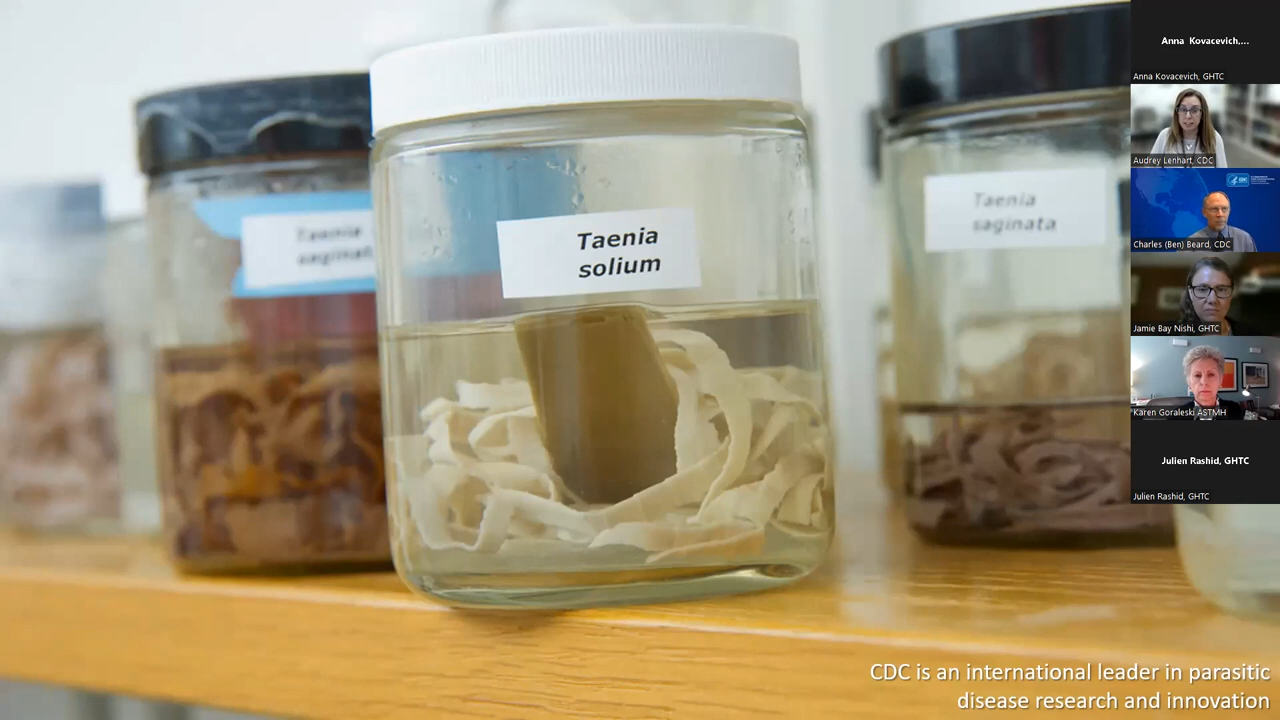 Taenia
saginat
Taenia
solium
Taenia
saginata
CDC is an international leader in parasitic
disease research and innovation
Anna Kovacevich,...
Anna Kovacevich, GHTC
Audrey Lenhart, CDC
CDC
Charles (Ben) Beard, CDC
Jamie Bay Nishi, GHTC
Karen Goraleski ASTMH
Julien Rashid, GHTC
Julien Rashid, GHTC